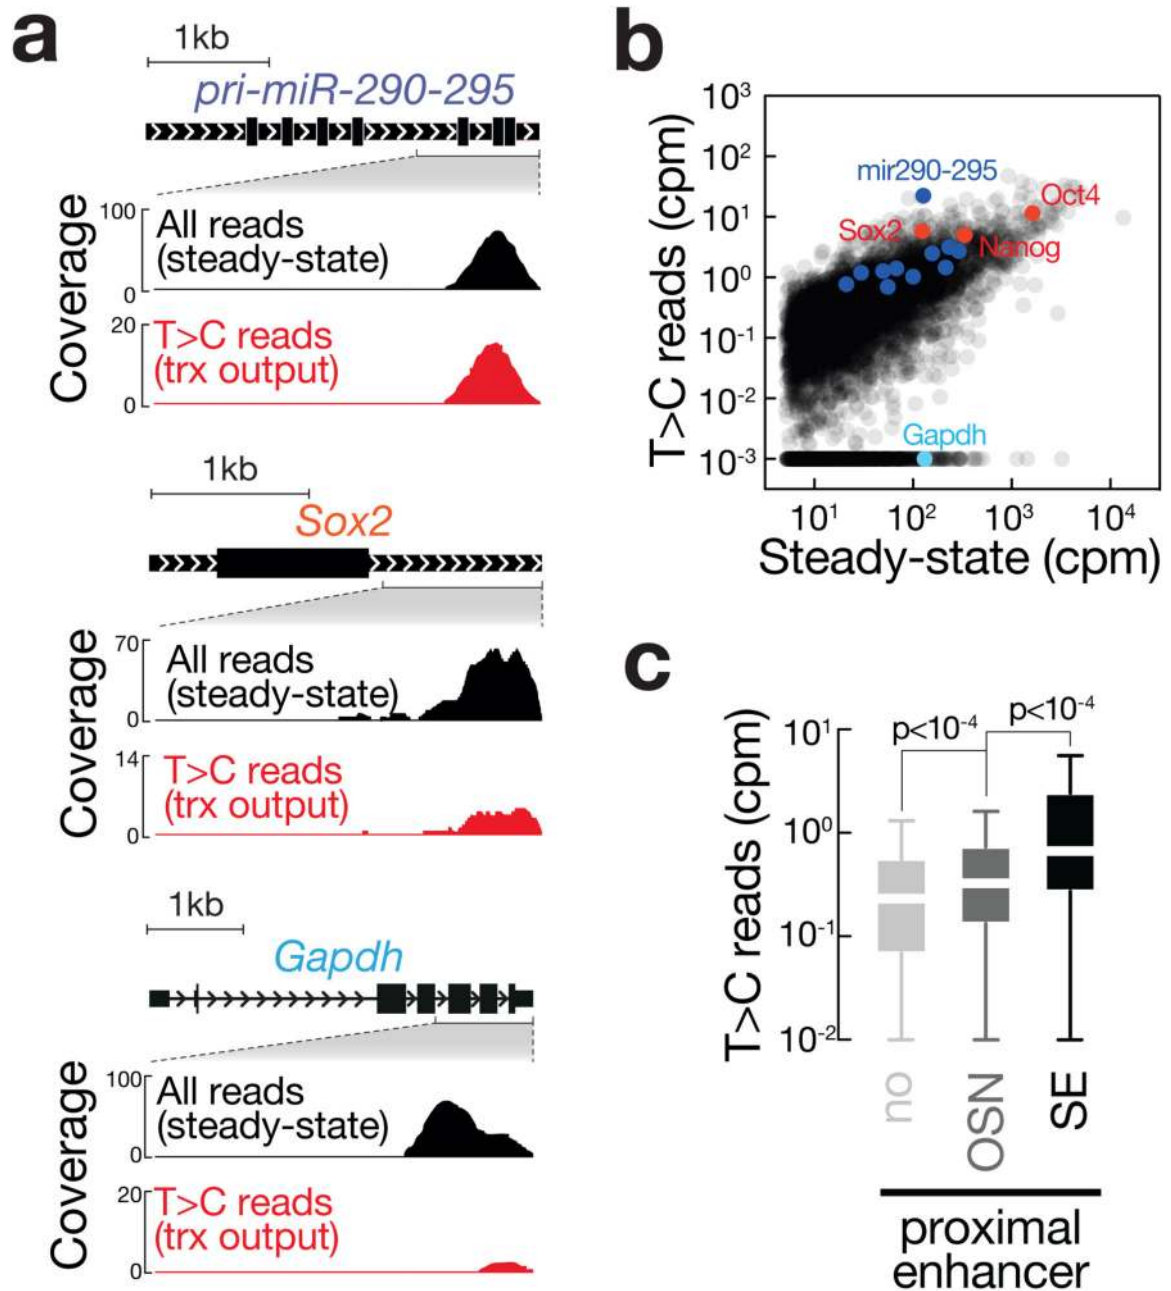 a
1kb
pri-miR-290-295
Coverage
100
All reads
(steady-state)
0
20
T>C reads
(trx output)
0
1kb
Sox2
Coverage
70
All reads
(steady-state)
0
14
T>C reads
(trx output)
0
1kb
Gapdh
Coverage
100
All reads
(steady-state)
0
20
T>C reads
(trx output)
0
b
T>C reads (cpm)
10³
10²
10¹
10⁰
10⁻¹
10⁻²
10⁻³
mir290-295
Oct4
Sox2
Nanog
Gapdh
10¹ 10² 10³ 10⁴
Steady-state (cpm)
c
T>C reads (cpm)
10¹
10⁰
10⁻¹
10⁻²
p<10⁻⁴
p<10⁻⁴
no
OSN
SE
proximal
enhancer